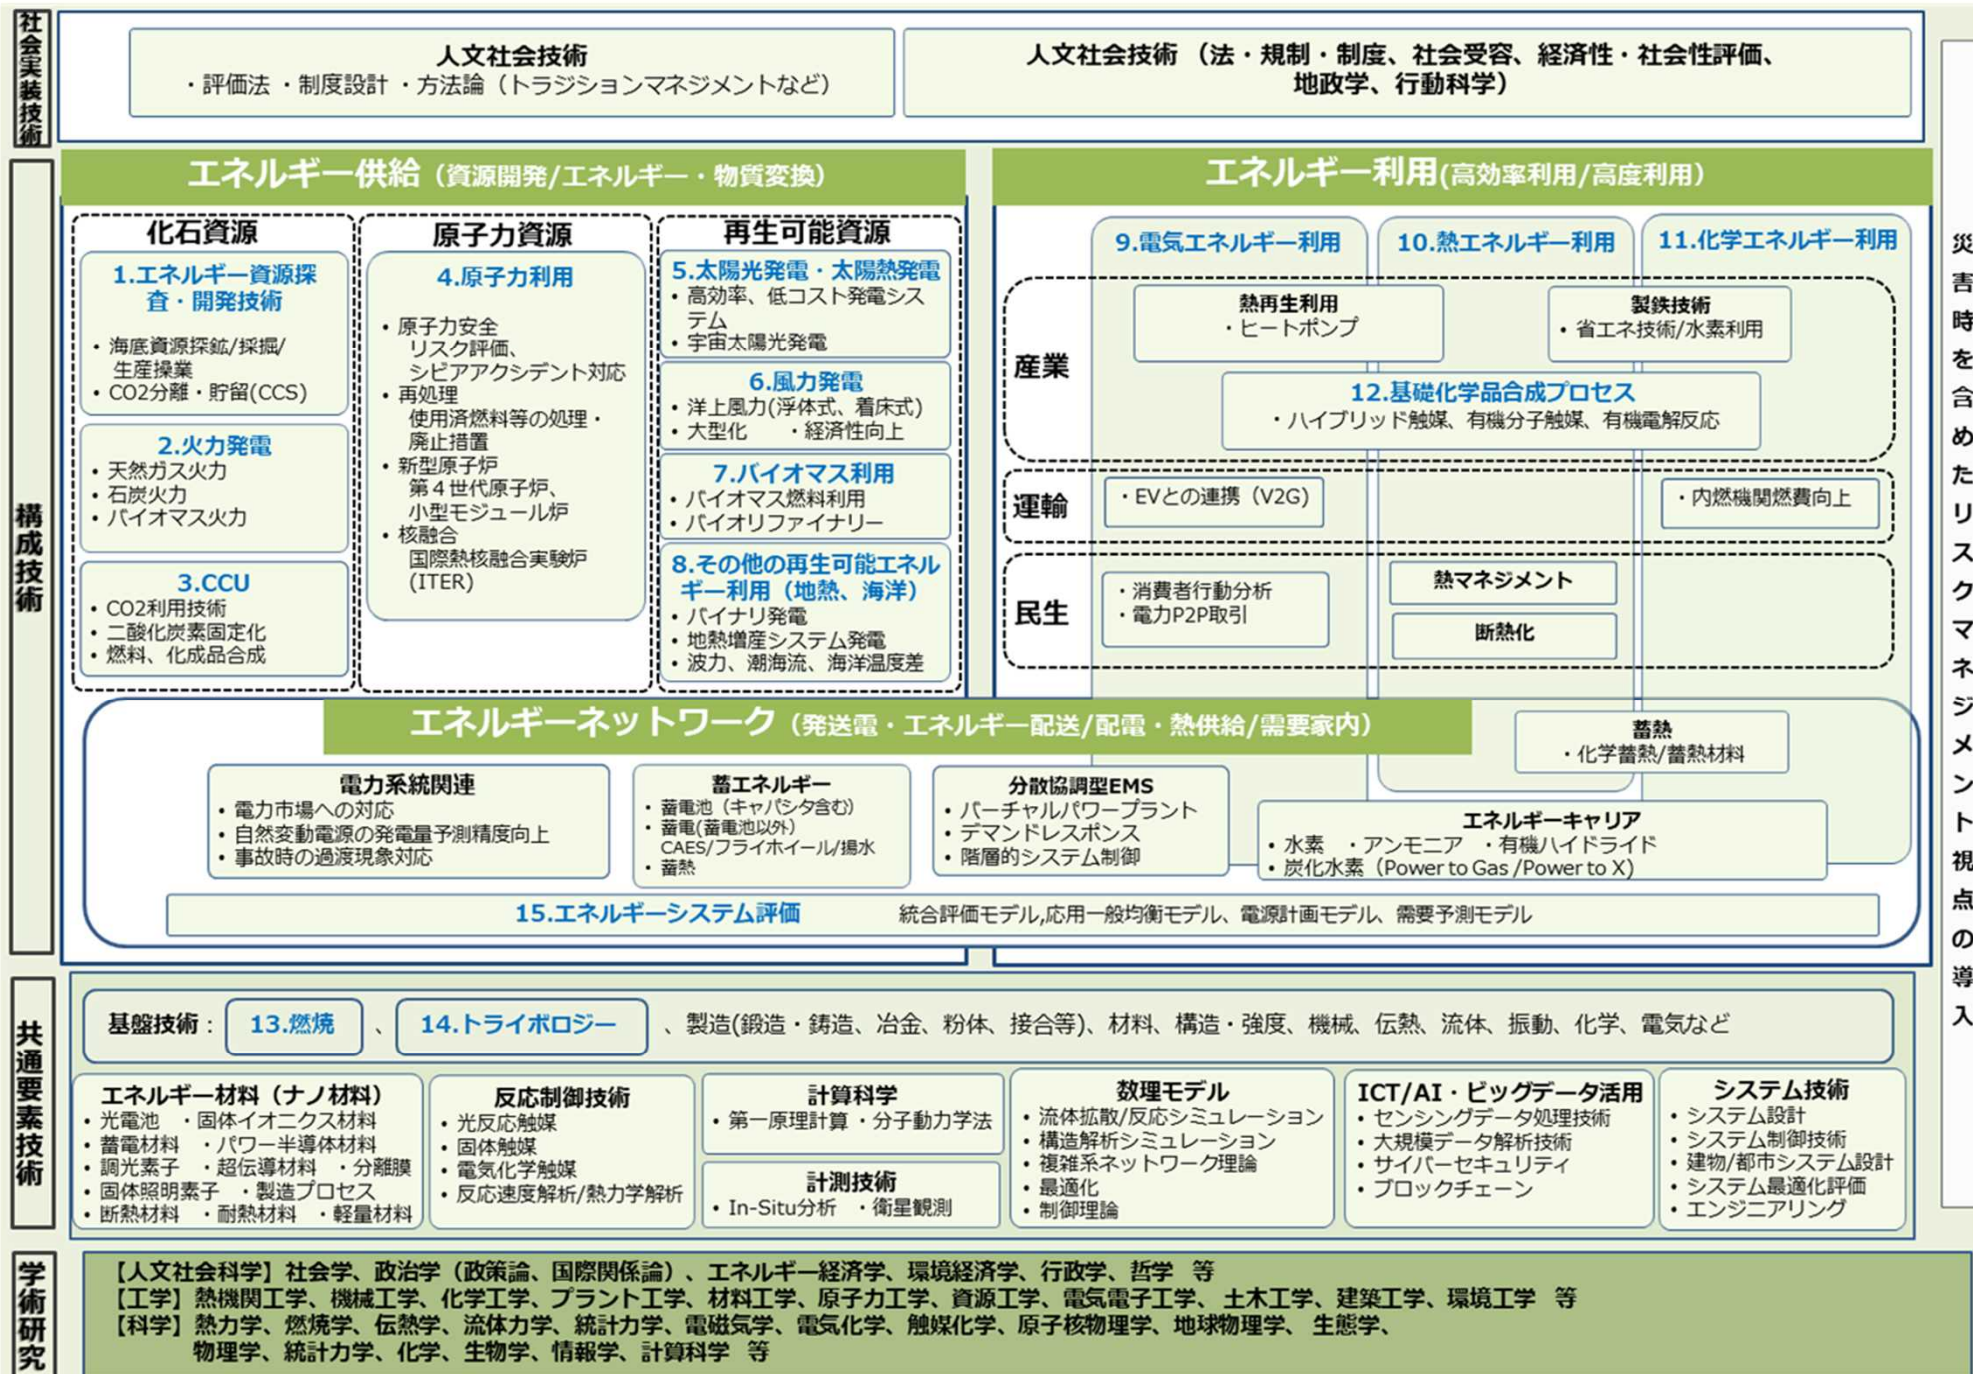 社会実装技術
人文社会技術
・評価法 ・制度設計 ・方法論（トラジションマネジメントなど）
人文社会技術 （法・規制・制度、社会受容、経済性・社会性評価、
地政学、行動科学）
構成技術
エネルギー供給（資源開発/エネルギー・物質変換）
化石資源
1.エネルギー資源探
査・開発技術
• 海底資源探鉱/採掘/
生産操業
• CO2分離・貯留(CCS)
2.火力発電
• 天然ガス火力
• 石炭火力
• バイオマス火力
3.CCU
• CO2利用技術
• 二酸化炭素固定化
• 燃料、化成品合成
原子力資源
4.原子力利用
• 原子力安全
リスク評価、
シビアアクシデント対応
• 再処理
使用済燃料等の処理・
廃止措置
• 新型原子炉
第４世代原子炉、
小型モジュール炉
• 核融合
国際熱核融合実験炉
(ITER)
再生可能資源
5.太陽光発電・太陽熱発電
• 高効率、低コスト発電シス
テム
• 宇宙太陽光発電
6.風力発電
• 洋上風力(浮体式、着床式)
• 大型化 ・経済性向上
7.バイオマス利用
• バイオマス燃料利用
• バイオリファイナリー
8.その他の再生可能エネル
ギー利用（地熱、海洋）
• バイナリ発電
• 地熱増産システム発電
• 波力、潮海流、海洋温度差
エネルギー利用(高効率利用/高度利用）
9.電気エネルギー利用
10.熱エネルギー利用
11.化学エネルギー利用
産業
熱再生利用
・ヒートポンプ
製鉄技術
• 省エネ技術/水素利用
12.基礎化学品合成プロセス
・ハイブリッド触媒、有機分子触媒、有機電解反応
運輸
・EVとの連携（V2G)
• 内燃機関燃費向上
民生
・消費者行動分析
・電力P2P取引
熱マネジメント
断熱化
エネルギーネットワーク（発送電・エネルギー配送/配電・熱供給/需要家内）
蓄熱
・化学蓄熱/蓄熱材料
電力系統関連
• 電力市場への対応
• 自然変動電源の発電量予測精度向上
• 事故時の過渡現象対応
蓄エネルギー
• 蓄電池（キャパシタ含む）
• 蓄電(蓄電池以外）
CAES/フライホイール/揚水
• 蓄熱
分散協調型EMS
• バーチャルパワープラント
• デマンドレスポンス
• 階層的システム制御
エネルギーキャリア
• 水素 ・アンモニア ・有機ハイドライド
• 炭化水素（Power to Gas /Power to X)
15.エネルギーシステム評価 統合評価モデル,応用一般均衡モデル、電源計画モデル、需要予測モデル
共通要素技術
基盤技術： 13.燃焼 、 14.トライボロジー 、製造(鍛造・鋳造、冶金、粉体、接合等)、材料、構造・強度、機械、伝熱、流体、振動、化学、電気など
エネルギー材料（ナノ材料）
• 光電池 ・固体イオニクス材料
• 蓄電材料 ・パワー半導体材料
• 調光素子 ・超伝導材料 ・分離膜
• 固体照明素子 ・製造プロセス
• 断熱材料 ・耐熱材料 ・軽量材料
反応制御技術
• 光反応触媒
• 固体触媒
• 電気化学触媒
• 反応速度解析/熱力学解析
計算科学
• 第一原理計算 ・分子動力学法
計測技術
• In-Situ分析 ・衛星観測
数理モデル
• 流体拡散/反応シミュレーション
• 構造解析シミュレーション
• 複雑系ネットワーク理論
• 最適化
• 制御理論
ICT/AI・ビッグデータ活用
• センシングデータ処理技術
• 大規模データ解析技術
• サイバーセキュリティ
• ブロックチェーン
システム技術
• システム設計
• システム制御技術
• 建物/都市システム設計
• システム最適化評価
• エンジニアリング
学術研究
【人文社会科学】社会学、政治学（政策論、国際関係論）、エネルギー経済学、環境経済学、行政学、哲学 等
【工学】熱機関工学、機械工学、化学工学、プラント工学、材料工学、原子力工学、資源工学、電気電子工学、 土木工学、建築工学、環境工学 等
【科学】熱力学、燃焼学、伝熱学、流体力学、統計力学、電磁気学、電気化学、触媒化学、原子核物理学、地球物理学、 生態学、
物理学、統計力学、化学、生物学、情報学、計算科学 等
災害時を含めたリスクマネジメント視点の導入